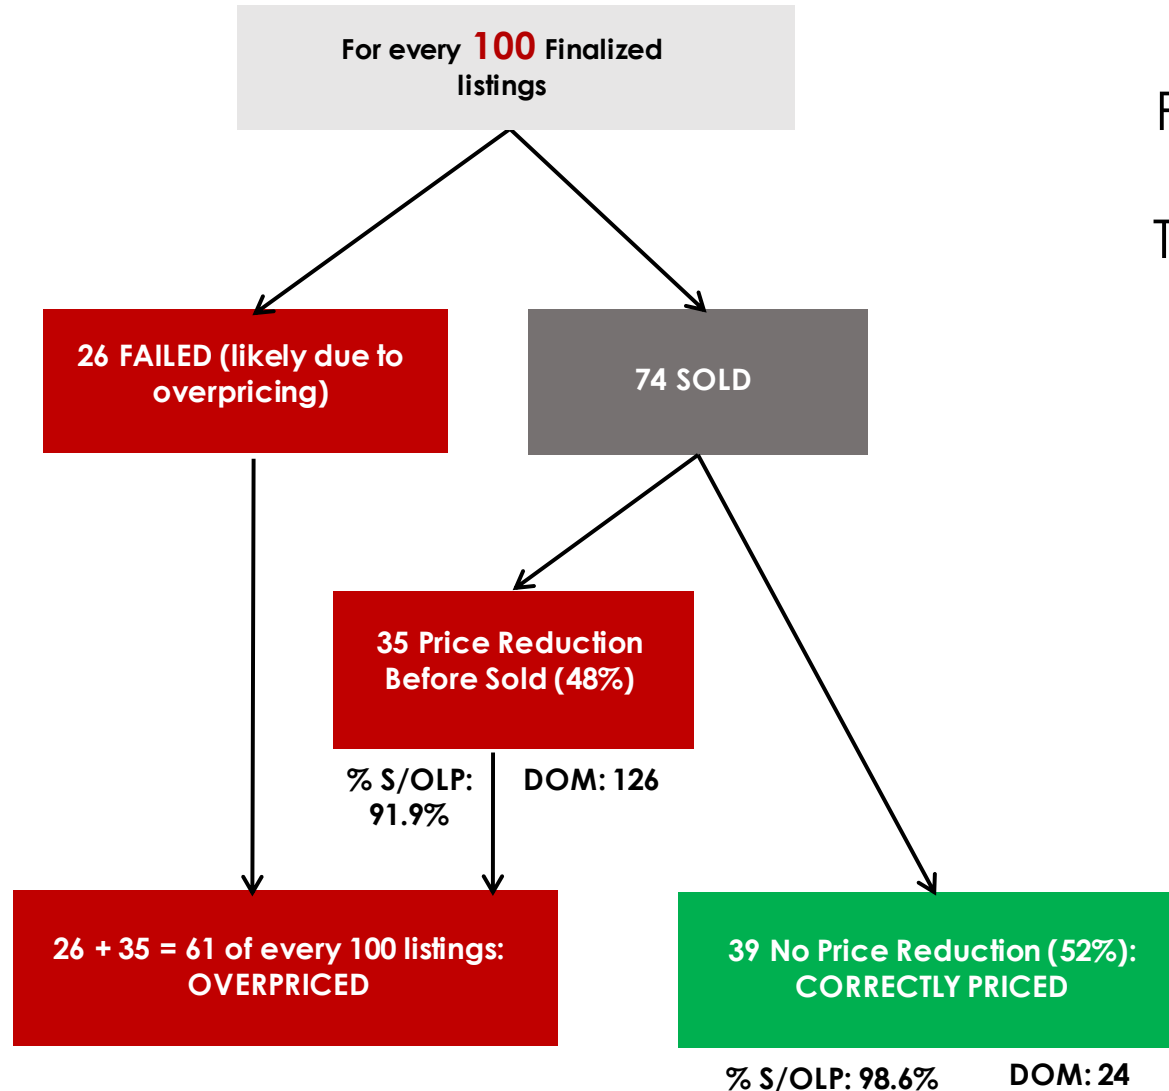 For every 100 Finalized
listings
26 FAILED (likely due to
overpricing)
74 SOLD
35 Price Reduction
Before Sold (48%)
% S/OLP:
91.9%
DOM: 126
26 + 35 = 61 of every 100 listings:
OVERPRICED
39 No Price Reduction (52%):
CORRECTLY PRICED
% S/OLP: 98.6%
DOM: 24